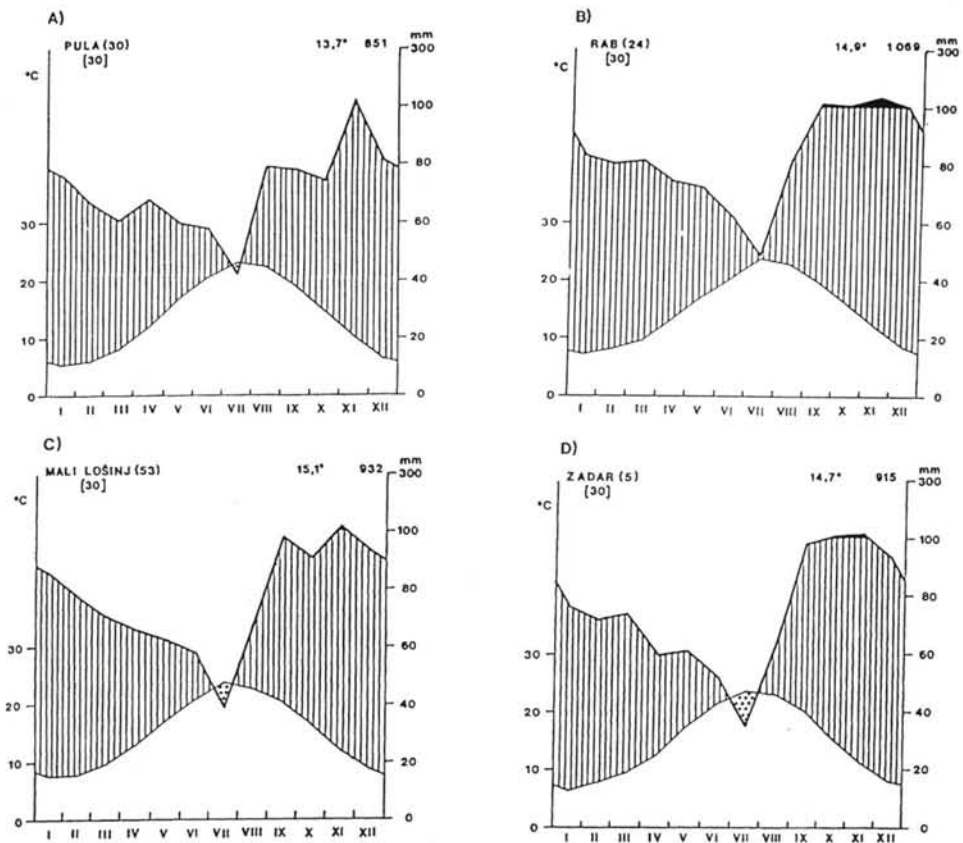 A)
PULA (30) 13,7° 851
[30]
mm
300
°C
100
80
30
60
20
40
10
20
0
0
I II III IV V VI VII VIII IX X XI XII
B)
RAB (24) 14,9° 1069
[30]
mm
300
°C
100
80
30
60
20
40
10
20
0
0
I II III IV V VI VII VIII IX X XI XII
C)
MALI LOŠINJ (53) 15,1° 932
[30]
mm
300
°C
100
80
30
60
20
40
10
20
0
0
I II III IV V VI VII VIII IX X XI XII
D)
ZADAR (5) 14,7° 915
[30]
mm
300
°C
100
80
30
60
20
40
10
20
0
0
I II III IV V VI VII VIII IX X XI XII